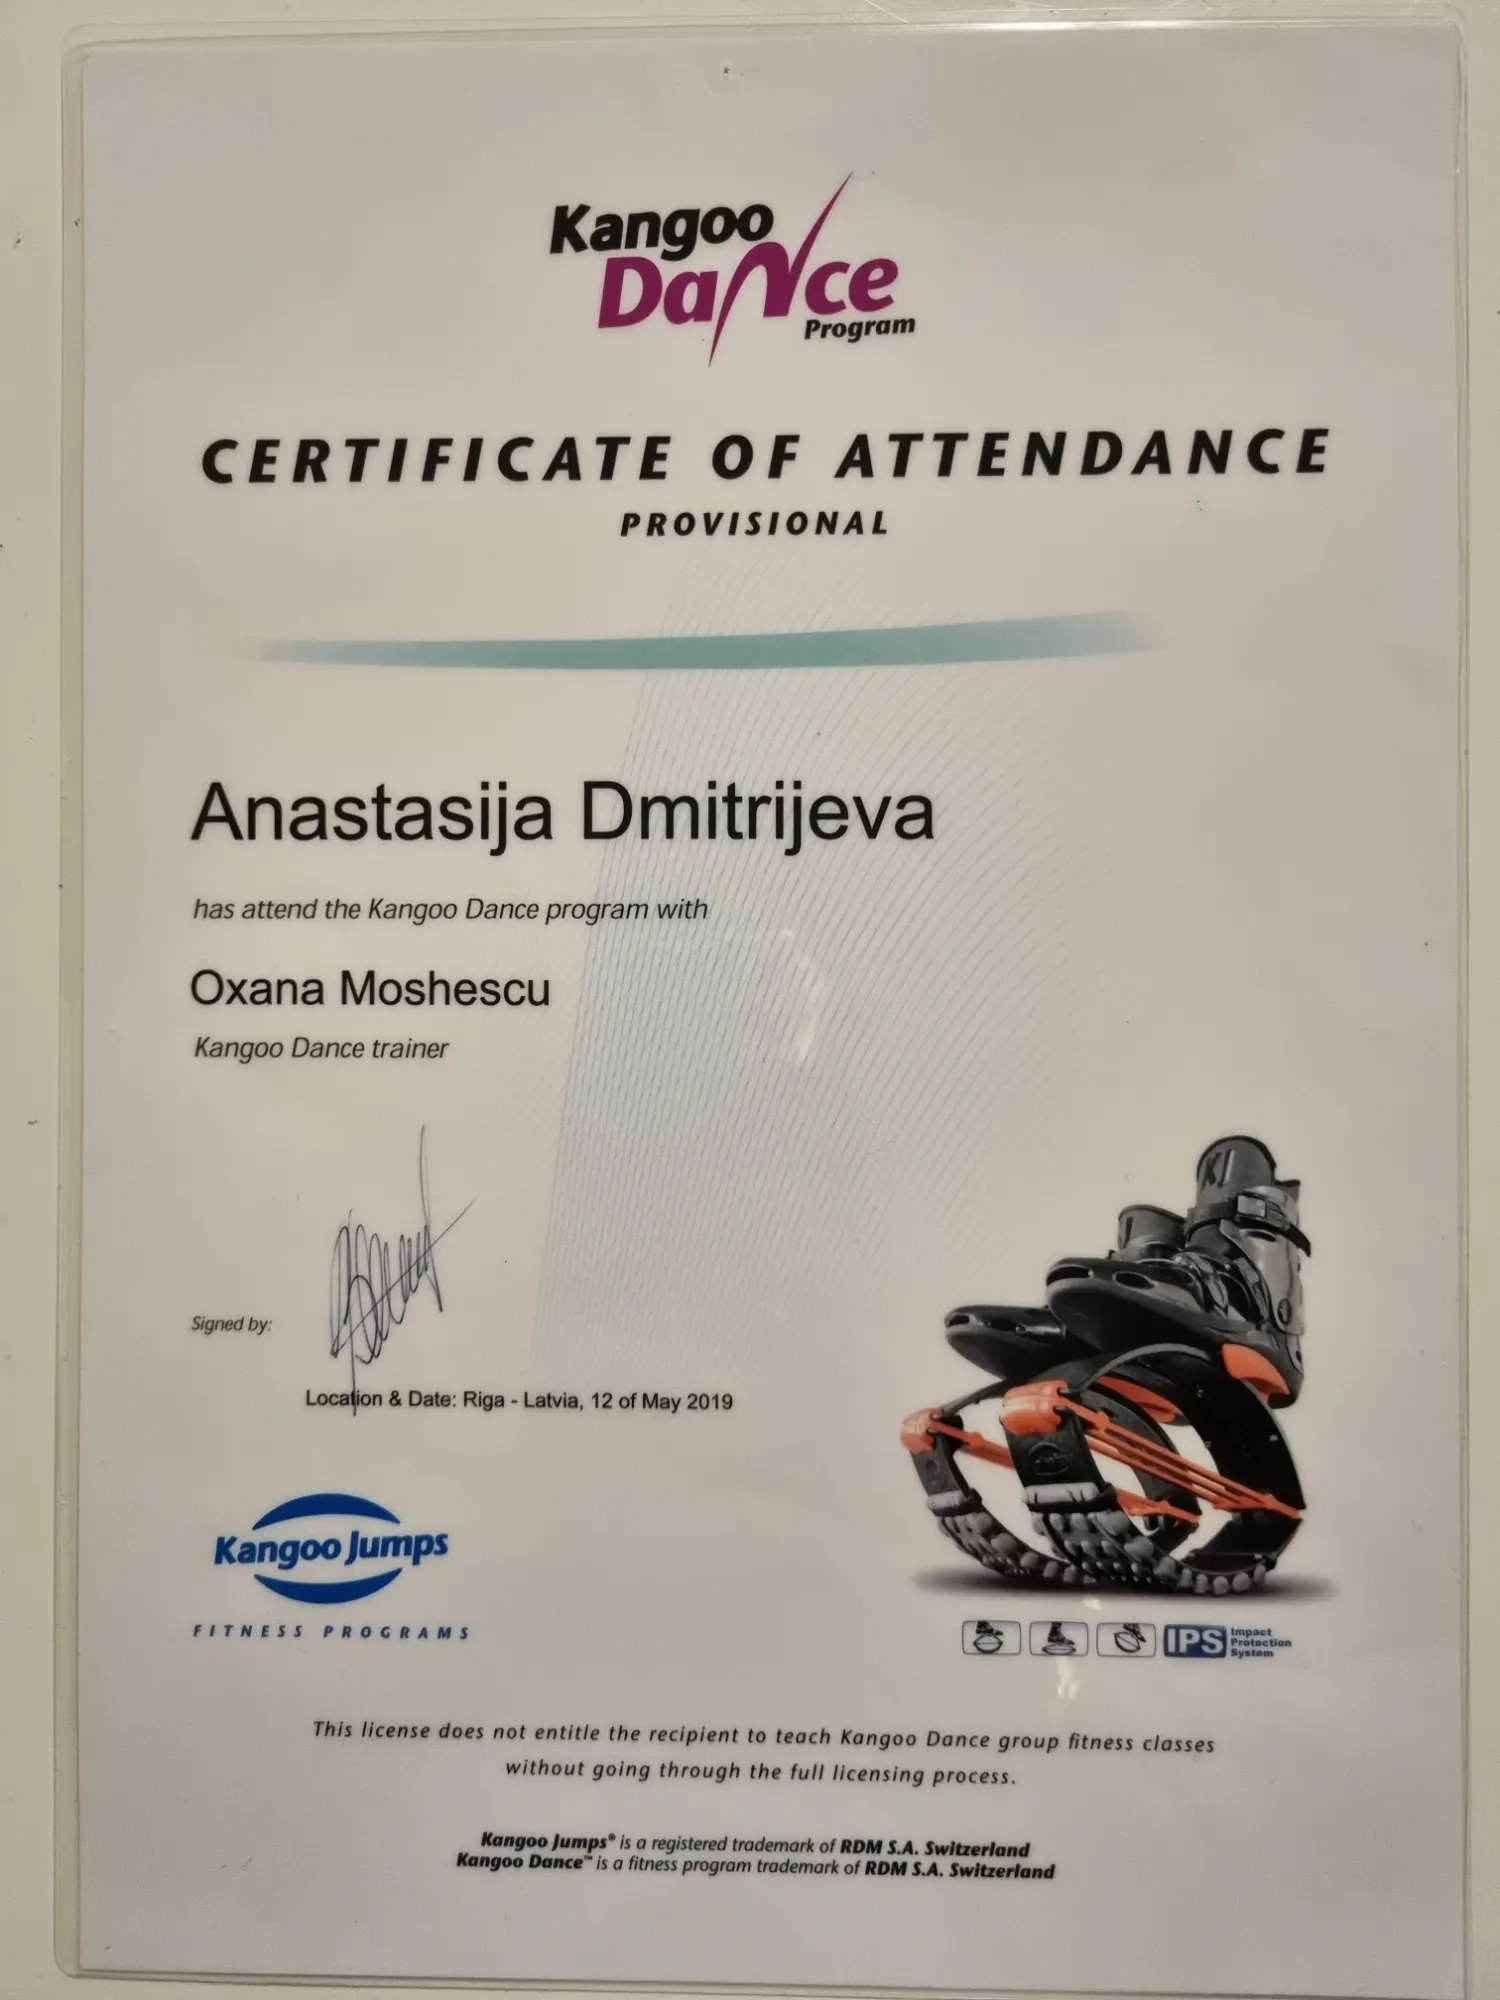 Kangoo
Dance
Program
CERTIFICATE OF ATTENDANCE
PROVISIONAL
Anastasija Dmitrijeva
has attend the Kangoo Dance program with
Oxana Moshescu
Kangoo Dance trainer
KJ
Signed by:
Location & Date: Riga - Latvia, 12 of May 2019
Kangoo Jumps
FITNESS PROGRAMS
IPS Impact
Protection
System
This license does not entitle the recipient to teach Kangoo Dance group fitness classes
without going through the full licensing process.
Kangoo Jumps® is a registered trademark of RDM S.A. Switzerland
Kangoo Dance™ is a fitness program trademark of RDM S.A. Switzerland